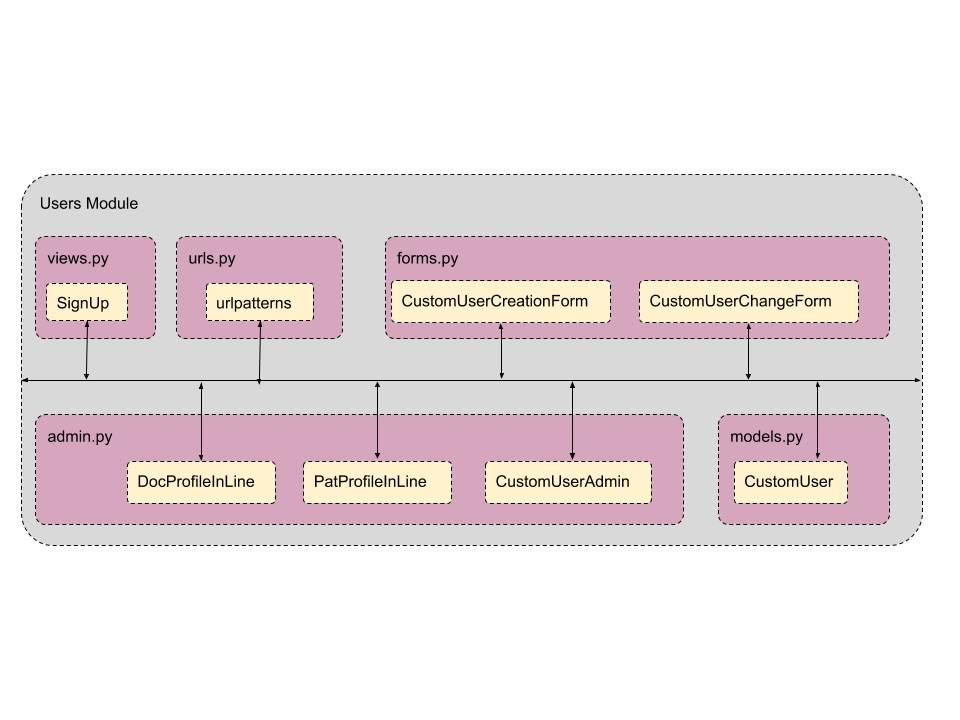 Users Module
views.py
urls.py
forms.py
SignUp
urlpatterns
CustomUserCreationForm
CustomUserChangeForm
admin.py
models.py
DocProfileInLine
PatProfileInLine
CustomUserAdmin
CustomUser